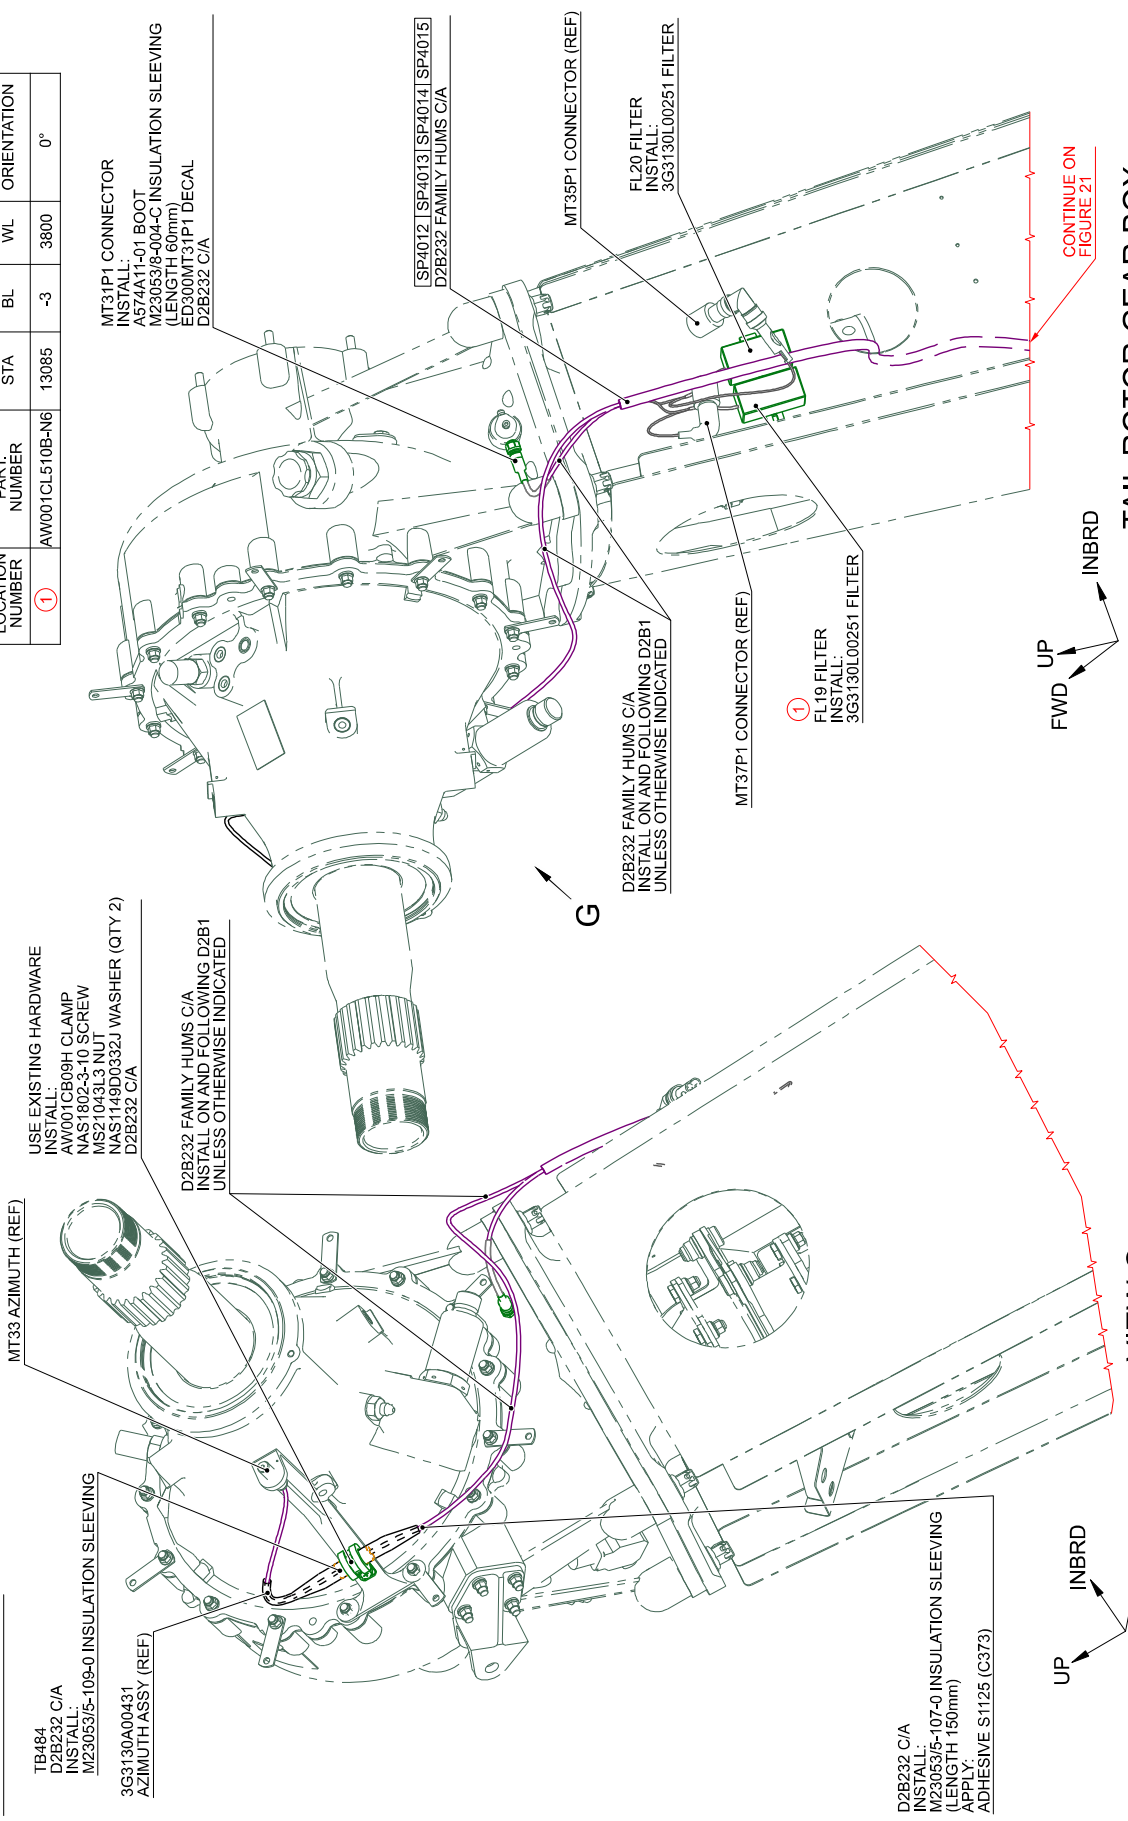 LOCATION
NUMBER
PART
NUMBER
STA
BL
WL
ORIENTATION
1
AW001CL510B-N6
13085
-3
3800
0°
MT33 AZIMUTH (REF)
USE EXISTING HARDWARE
INSTALL:
AW001CB09H CLAMP
NAS1802-3-10 SCREW
MS21043L3 NUT
NAS1149D0332J WASHER (QTY 2)
D2B232 C/A
TB484
D2B232 C/A
INSTALL:
M23053/5-109-0 INSULATION SLEEVING
3G3130A00431
AZIMUTH ASSY (REF)
D2B232 FAMILY HUMS C/A
INSTALL ON AND FOLLOWING D2B1
UNLESS OTHERWISE INDICATED
D2B232 C/A
INSTALL:
M23053/5-107-0 INSULATION SLEEVING
(LENGTH 150mm)
APPLY:
ADHESIVE S1125 (C373)
UP
INBRD
VIEW G
MT31P1 CONNECTOR
INSTALL:
A574A11-01 BOOT
M23053/8-004-C INSULATION SLEEVING
(LENGTH 60mm)
ED300MT31P1 DECAL
D2B232 C/A
SP4012 SP4013 SP4014 SP4015
D2B232 FAMILY HUMS C/A
MT35P1 CONNECTOR (REF)
FL20 FILTER
INSTALL:
3G3130L00251 FILTER
G
D2B232 FAMILY HUMS C/A
INSTALL ON AND FOLLOWING D2B1
UNLESS OTHERWISE INDICATED
MT37P1 CONNECTOR (REF)
1
FL19 FILTER
INSTALL:
3G3130L00251 FILTER
CONTINUE ON
FIGURE 21
FWD
UP
INBRD
TAIL ROTOR GEAR BOX